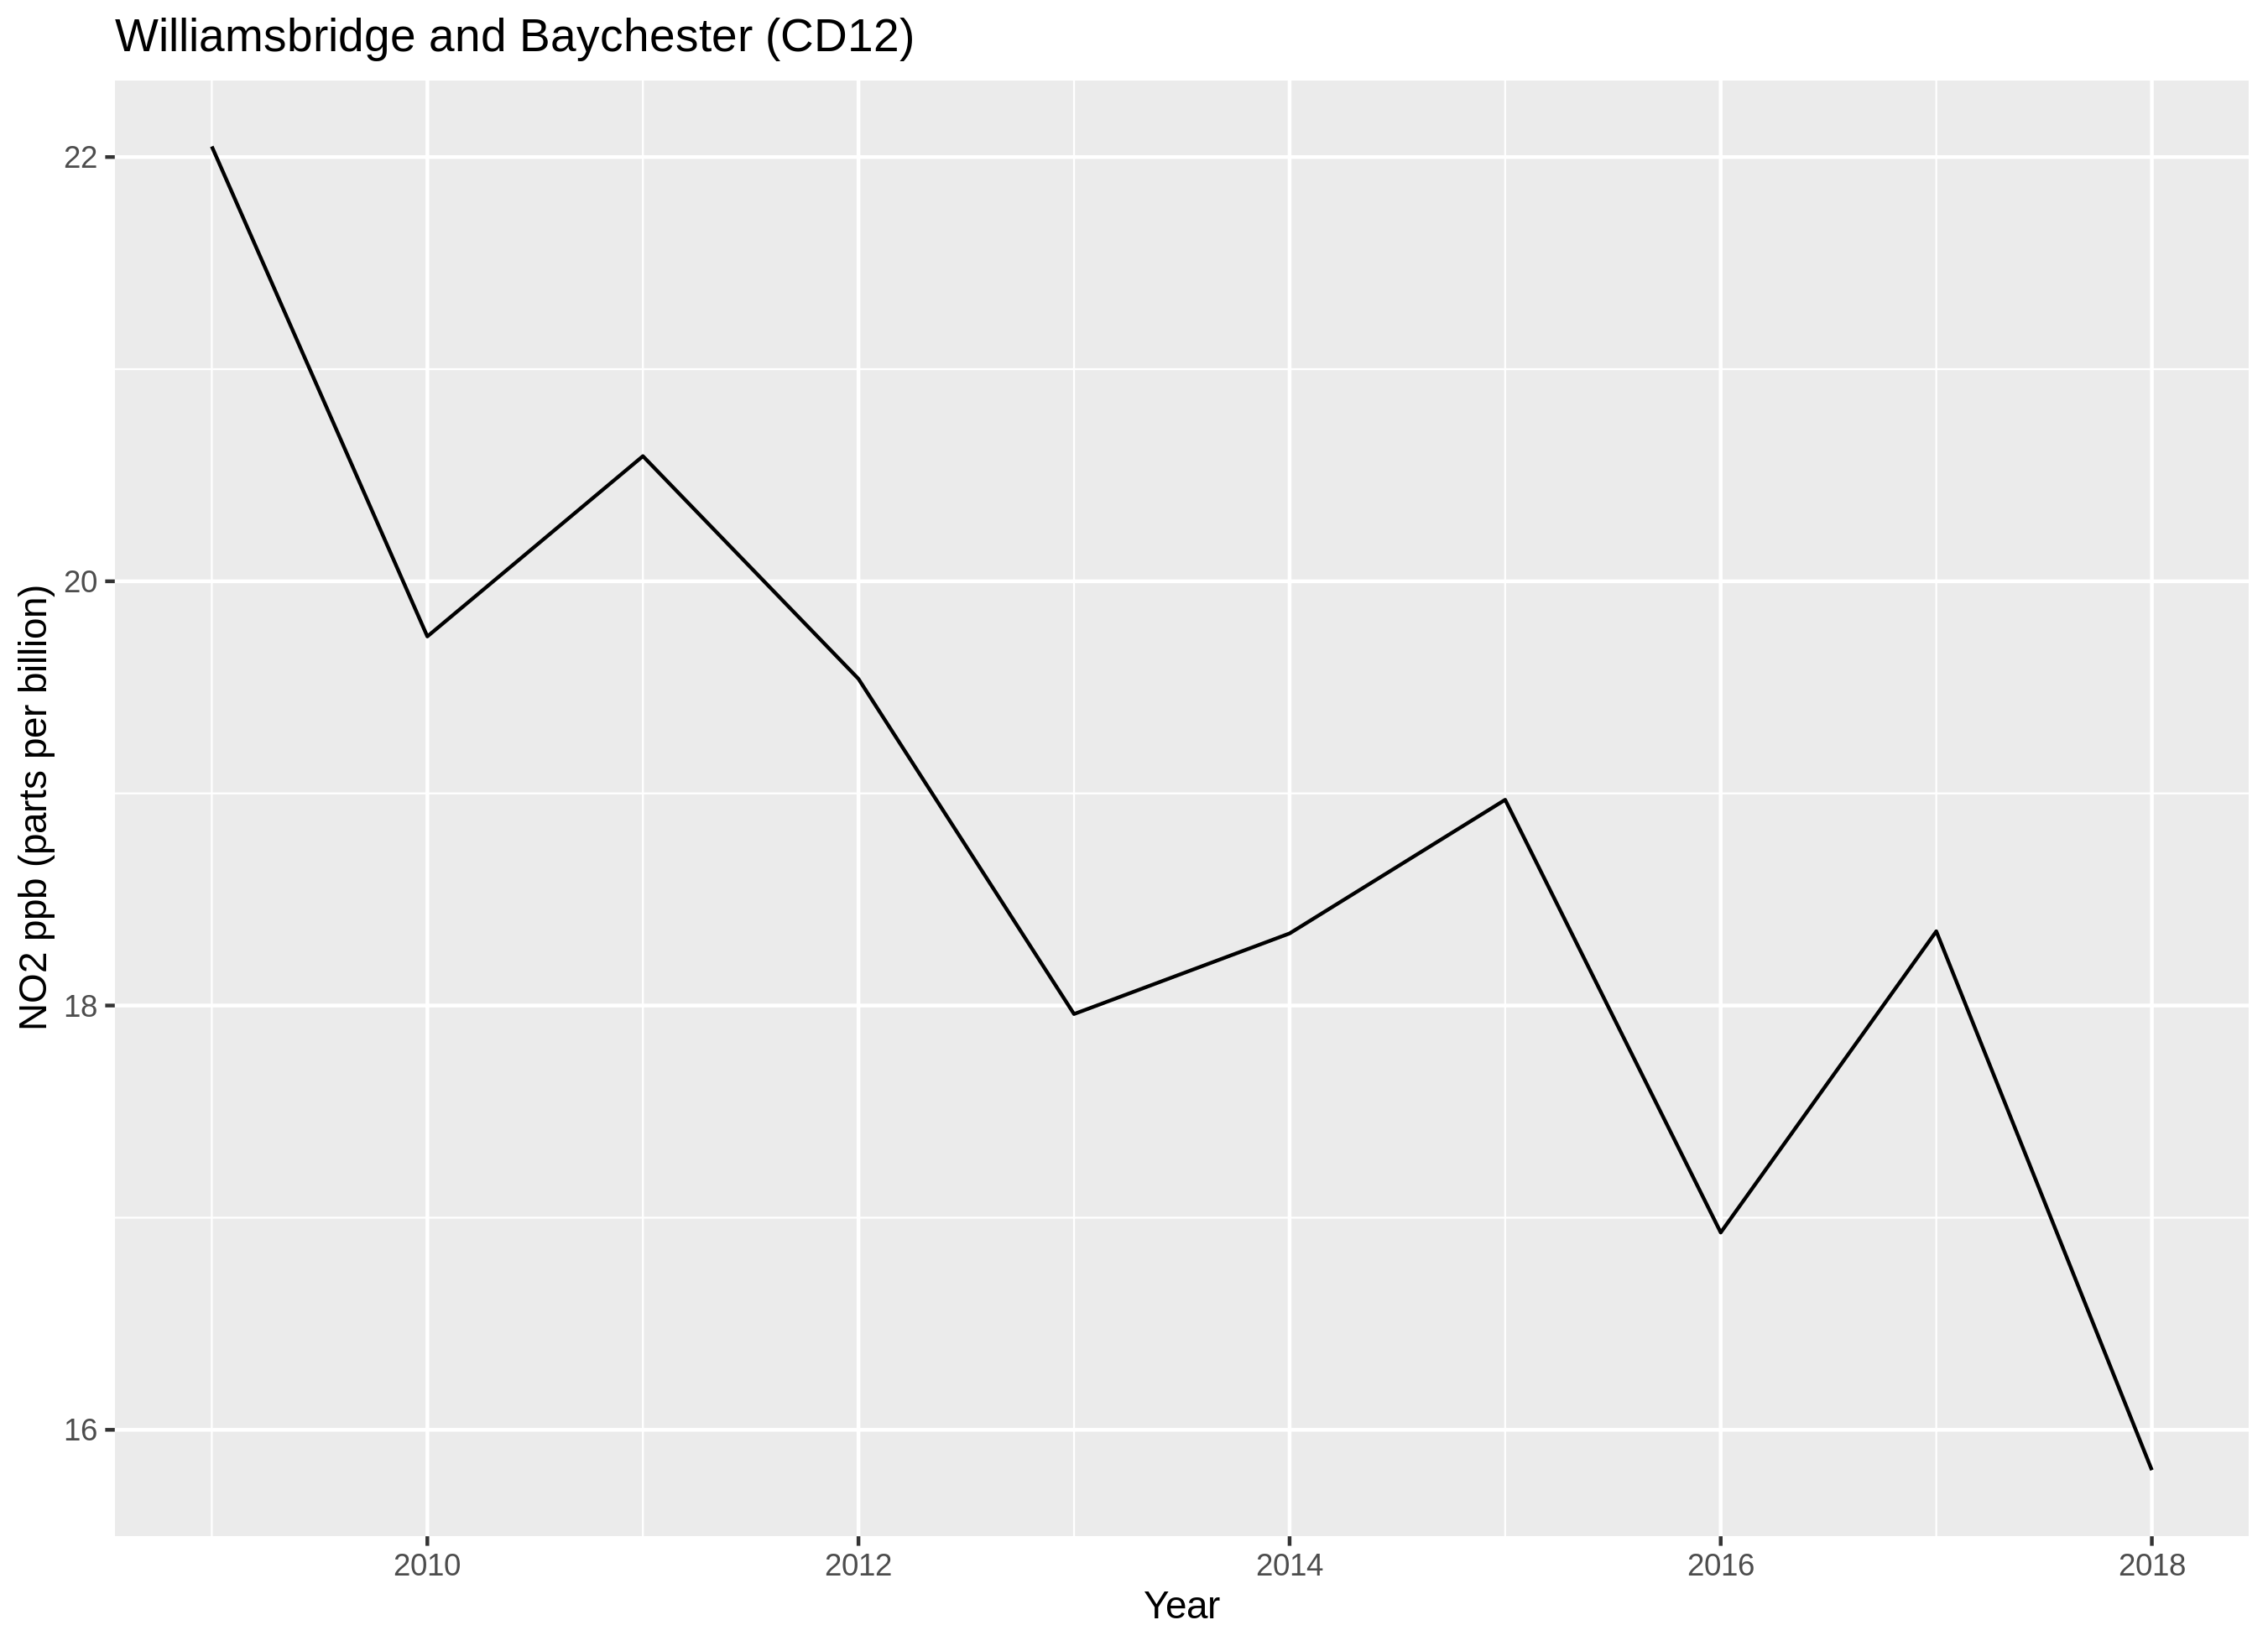 Williamsbridge and Baychester (CD12)
NO2 ppb (parts per billion)
22
20
18
16
2010 2012 2014 2016 2018
Year